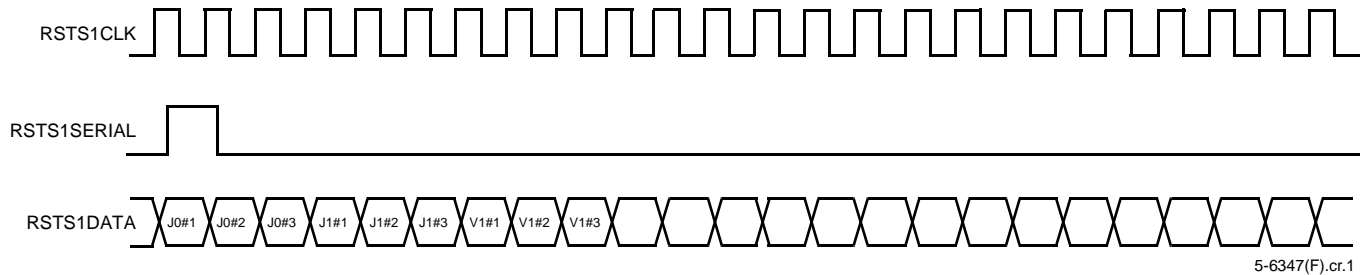 RSTS1CLK
RSTS1SERIAL
RSTS1DATA J0#1 J0#2 J0#3 J1#1 J1#2 J1#3 V1#1 V1#2 V1#3
5-6347(F).cr.1